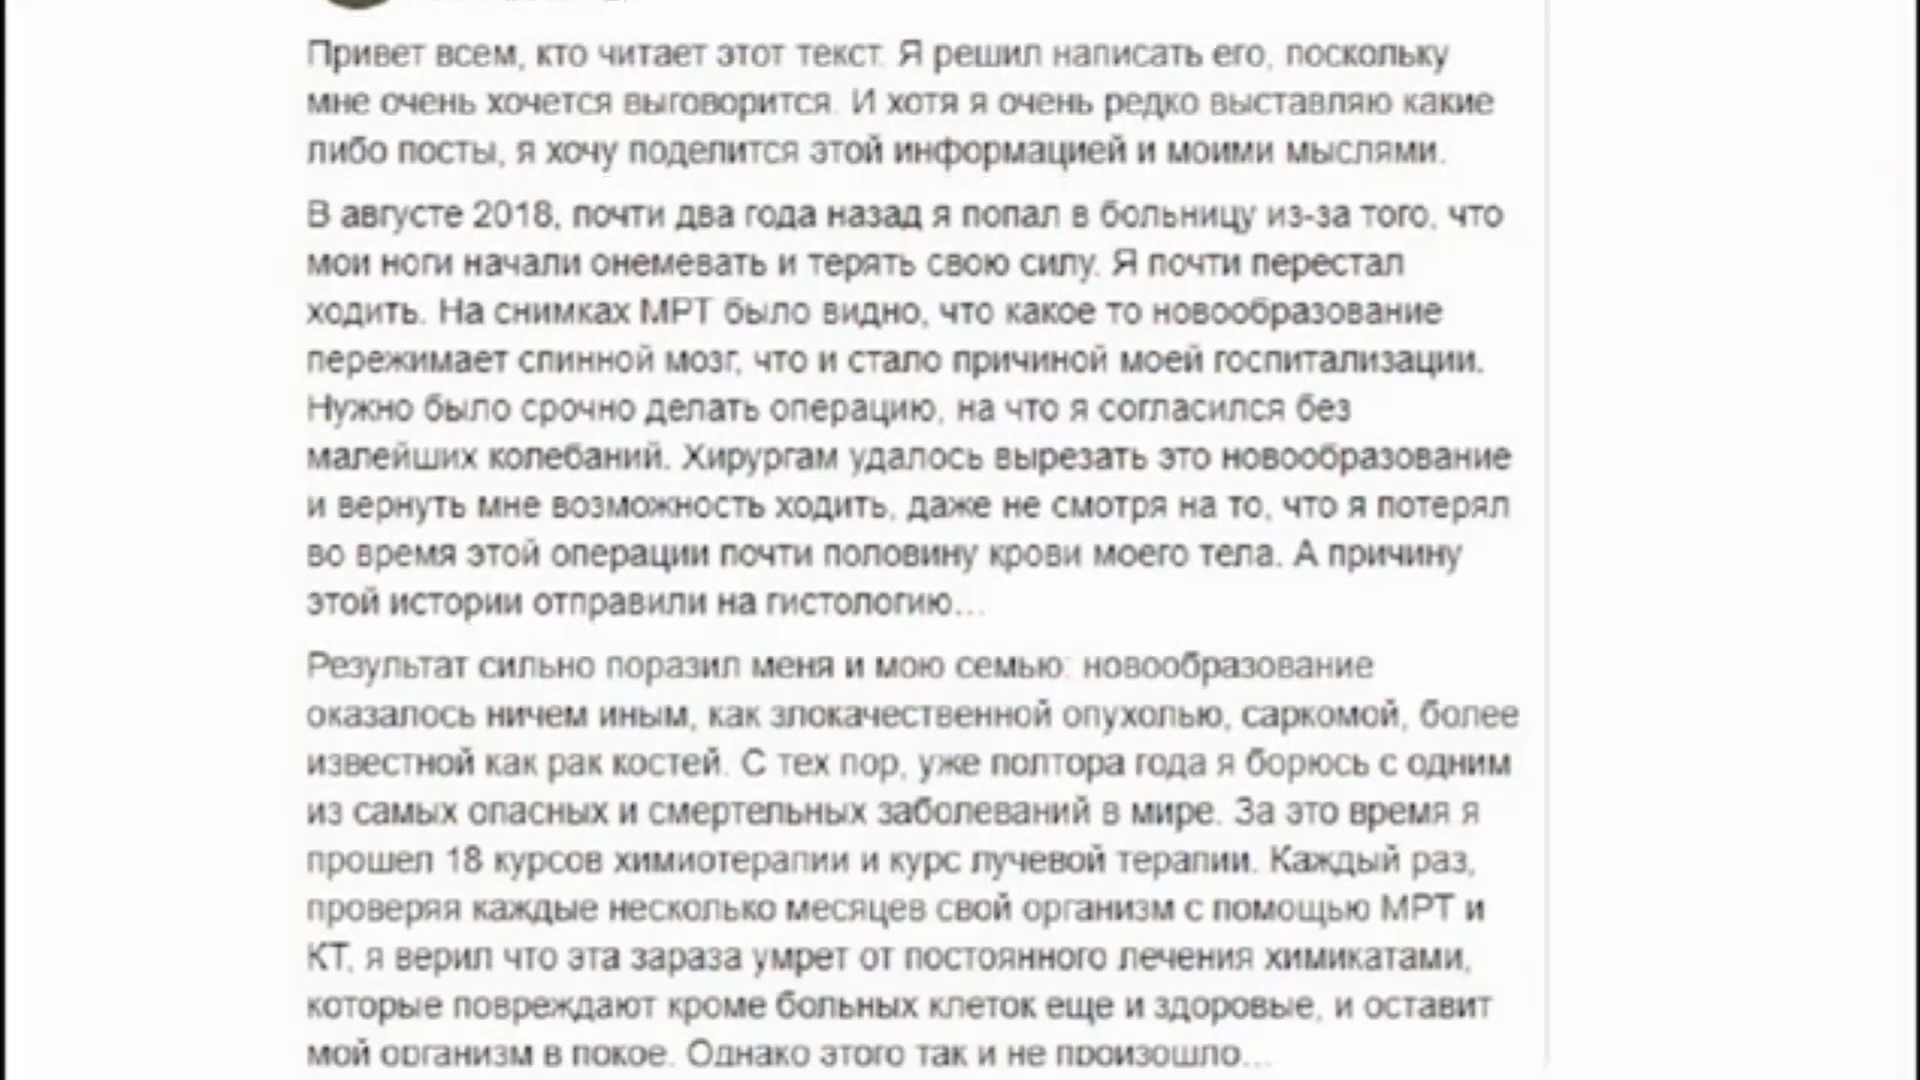 Привет всем, кто читает этот текст. Я решил написать его, поскольку
мне очень хочется выговорится. И хотя я очень редко выставляю какие
либо посты, я хочу поделится этой информацией и моими мыслями.
В августе 2018, почти два года назад я попал в больницу из-за того, что
мои ноги начали онемевать и терять свою силу. Я почти перестал
ходить. На снимках МРТ было видно, что какое то новообразование
пережимает спинной мозг, что и стало причиной моей госпитализации.
Нужно было срочно делать операцию, на что я согласился без
малейших колебаний. Хирургам удалось вырезать это новообразование
и вернуть мне возможность ходить, даже не смотря на то, что я потерял
во время этой операции почти половину крови моего тела. А причину
этой истории отправили на гистологию...
Результат сильно поразил меня и мою семью: новообразование
оказалось ничем иным, как злокачественной опухолью, саркомой, более
известной как рак костей. С тех пор, уже полтора года я борюсь с одним
из самых опасных и смертельных заболеваний в мире. За это время я
прошел 18 курсов химиотерапии и курс лучевой терапии. Каждый раз,
проверяя каждые несколько месяцев свой организм с помощью МРТ и
КТ, я верил что эта зараза умрет от постоянного лечения химикатами,
которые повреждают кроме больных клеток еще и здоровые, и оставит
мой организм в покое. Однако этого так и не произошло...